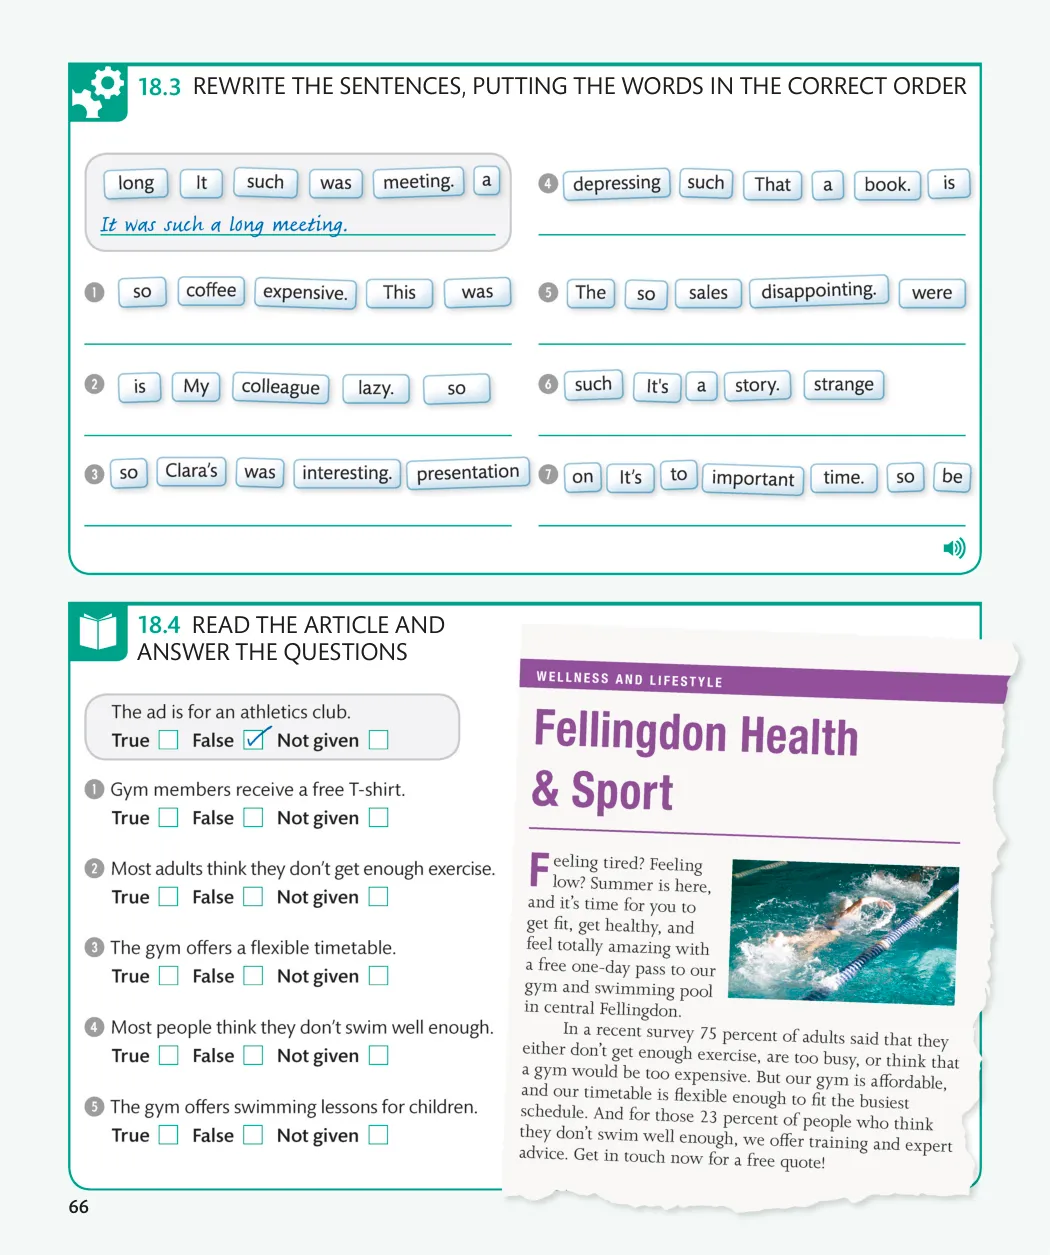 18.3 REWRITE THE SENTENCES, PUTTING THE WORDS IN THE CORRECT ORDER
long It such was meeting. a
It was such a long meeting.
1 so coffee expensive. This was
2 is My colleague lazy. so
3 so Clara's was interesting. presentation
4 depressing such That a book. is
5 The so sales disappointing. were
6 such It's a story. strange
7 on It's to important time. so be
18.4 READ THE ARTICLE AND
ANSWER THE QUESTIONS
The ad is for an athletics club.
True False Not given
1 Gym members receive a free T-shirt.
True False Not given
2 Most adults think they don't get enough exercise.
True False Not given
3 The gym offers a flexible timetable.
True False Not given
4 Most people think they don't swim well enough.
True False Not given
5 The gym offers swimming lessons for children.
True False Not given
WELLNESS AND LIFESTYLE
Fellingdon Health
& Sport
Feeling tired? Feeling
low? Summer is here,
and it's time for you to
get fit, get healthy, and
feel totally amazing with
a free one-day pass to our
gym and swimming pool
in central Fellingdon.
In a recent survey 75 percent of adults said that they
either don't get enough exercise, are too busy, or think that
a gym would be too expensive. But our gym is affordable,
and our timetable is flexible enough to fit the busiest
schedule. And for those 23 percent of people who think
they don't swim well enough, we offer training and expert
advice. Get in touch now for a free quote!
66